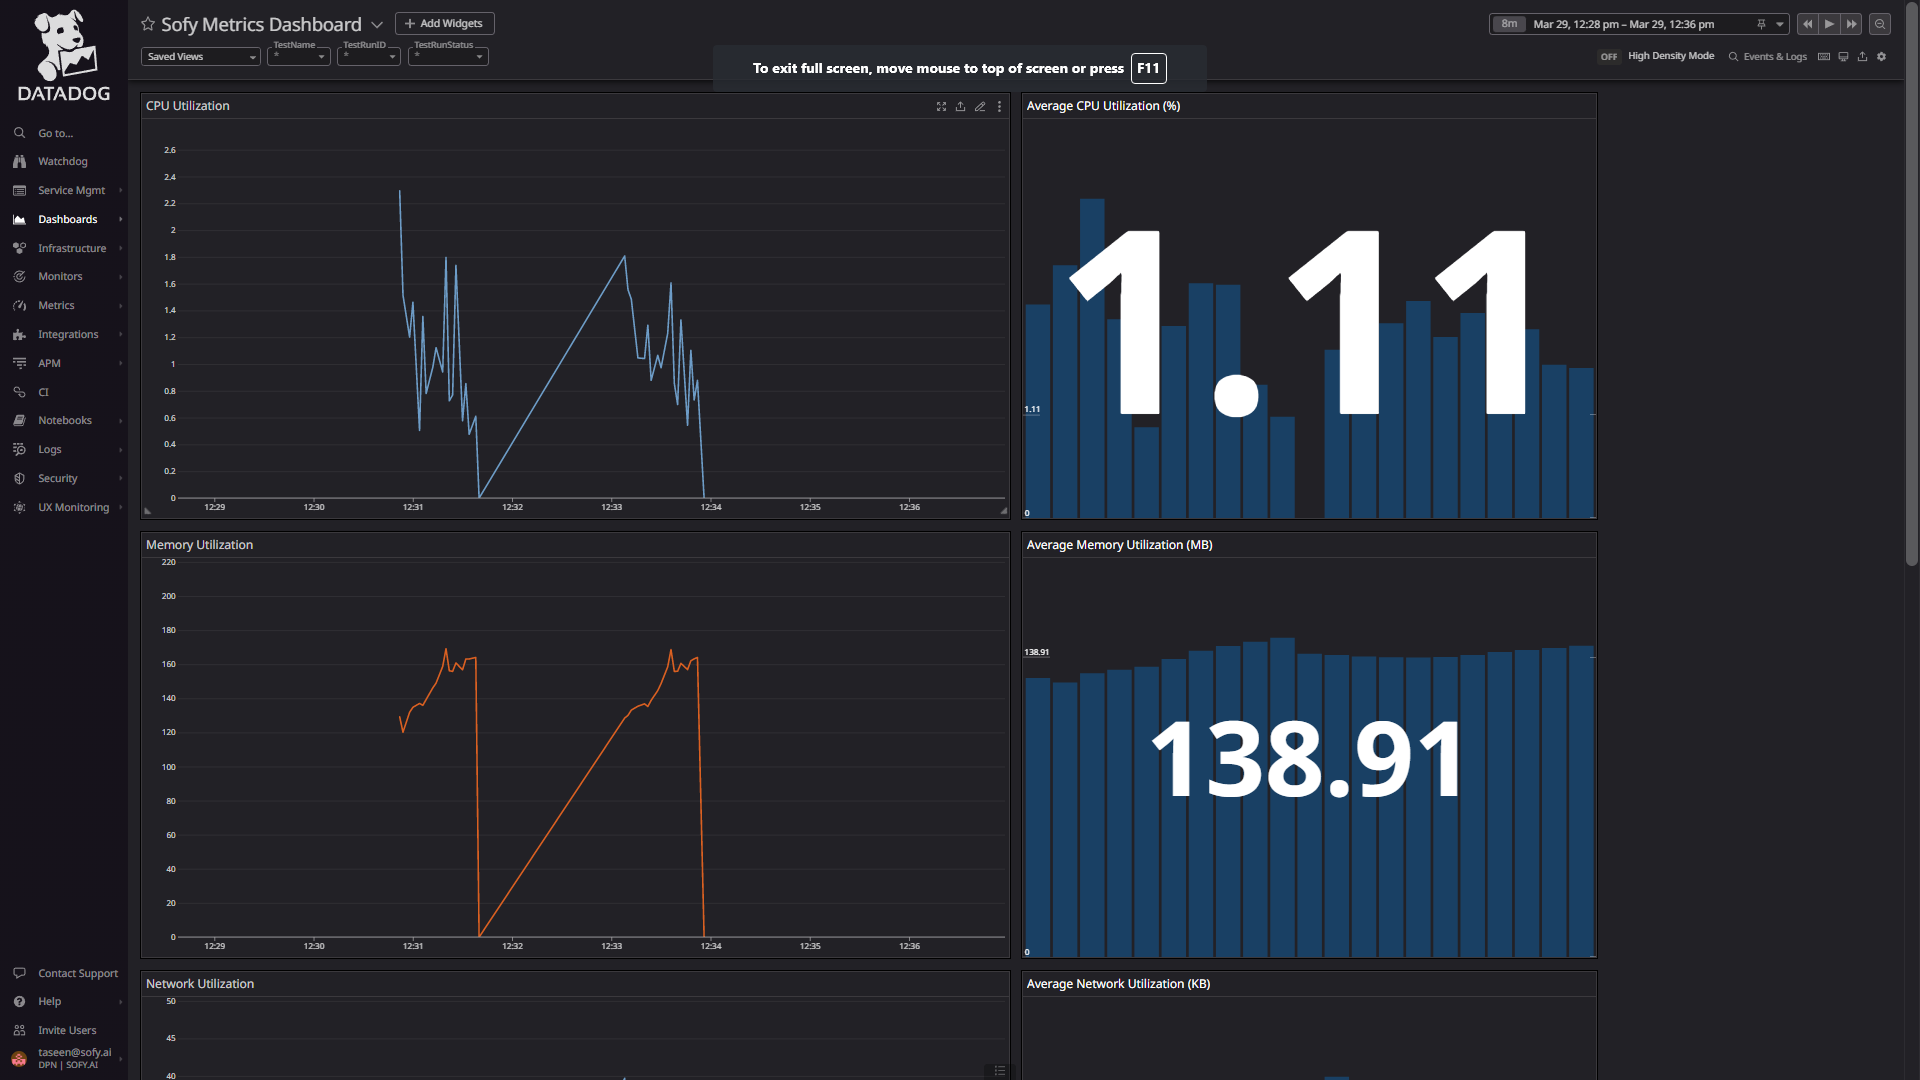 DATADOG
Go to...
Watchdog
Service Mgmt
Dashboards
Infrastructure
Monitors
Metrics
Integrations
APM
CI
Notebooks
Logs
Security
UX Monitoring
Contact Support
Help
Invite Users
taseen@sofy.ai
DPN | SOFY.AI
Sofy Metrics Dashboard
+ Add Widgets
8m Mar 29, 12:28 pm – Mar 29, 12:36 pm
Saved Views
TestName
*
TestRunID
*
TestRunStatus
*
To exit full screen, move mouse to top of screen or press F11
OFF High Density Mode
Events & Logs
CPU Utilization
2.6
2.4
2.2
2
1.8
1.6
1.4
1.2
1
0.8
0.6
0.4
0.2
0
12:29 12:30 12:31 12:32 12:33 12:34 12:35 12:36
Average CPU Utilization (%)
1.11
1.11
0
Memory Utilization
220
200
180
160
140
120
100
80
60
40
20
0
12:29 12:30 12:31 12:32 12:33 12:34 12:35 12:36
Average Memory Utilization (MB)
138.91
138.91
0
Network Utilization
50
45
40
Average Network Utilization (KB)